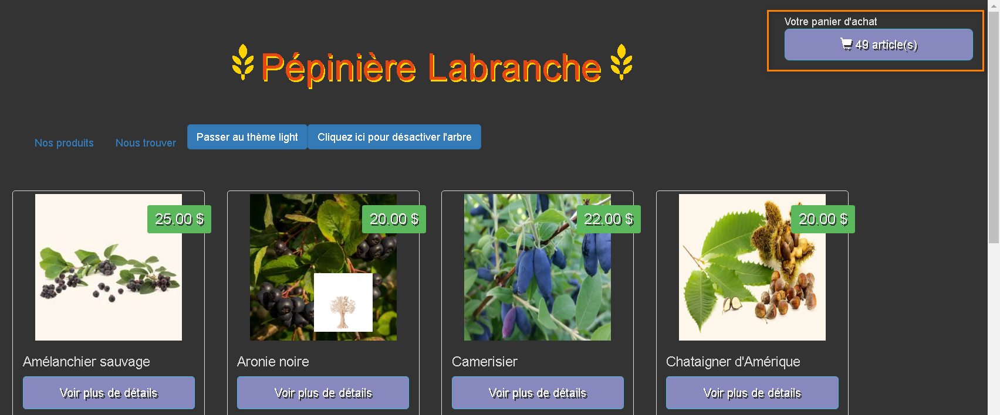 Votre panier d'achat
49 article(s)
Pépinière Labranche
Nos produits
Nous trouver
Passer au thème light
Cliquez ici pour désactiver l'arbre
25.00 $
20.00 $
22.00 $
20.00 $
Amélanchier sauvage
Aronie noire
Camerisier
Chataigner d'Amérique
Voir plus de détails
Voir plus de détails
Voir plus de détails
Voir plus de détails